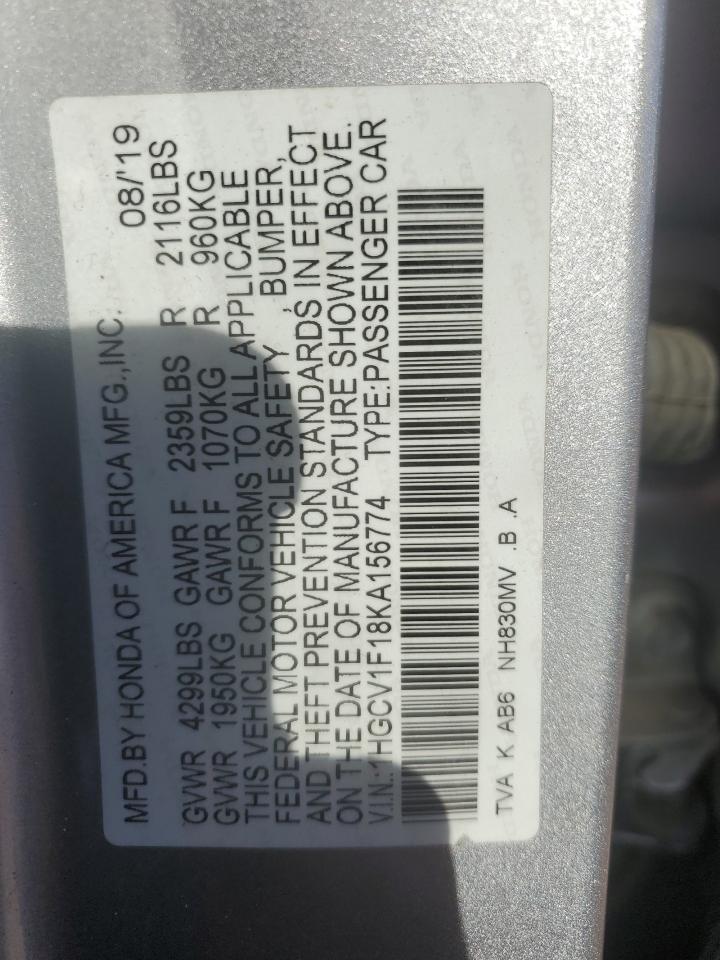 MFD.BY HONDA OF AMERICA MFG.,INC. 08/'19
GVWR 4299LBS GAWR F 2359LBS R 2116LBS
GVWR 1950KG GAWR F 1070KG R 960KG
THIS VEHICLE CONFORMS TO ALL APPLICABLE
FEDERAL MOTOR VEHICLE SAFETY , BUMPER,
AND THEFT PREVENTION STANDARDS IN EFFECT
ON THE DATE OF MANUFACTURE SHOWN ABOVE.
V.I.N.:1HGCV1F18KA156774 TYPE:PASSENGER CAR
TVA K AB6 NH830MV .B .A